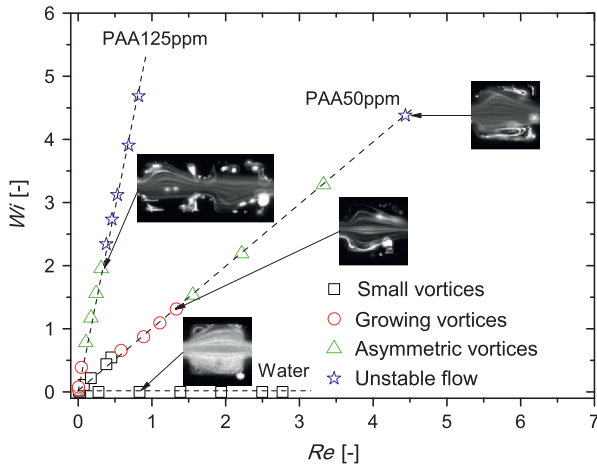 6
5
4
3
2
1
0
Wi [-]
PAA125ppm
PAA50ppm
Water
Small vortices
Growing vortices
Asymmetric vortices
Unstable flow
0 1 2 3 4 5 6 7
Re [-]